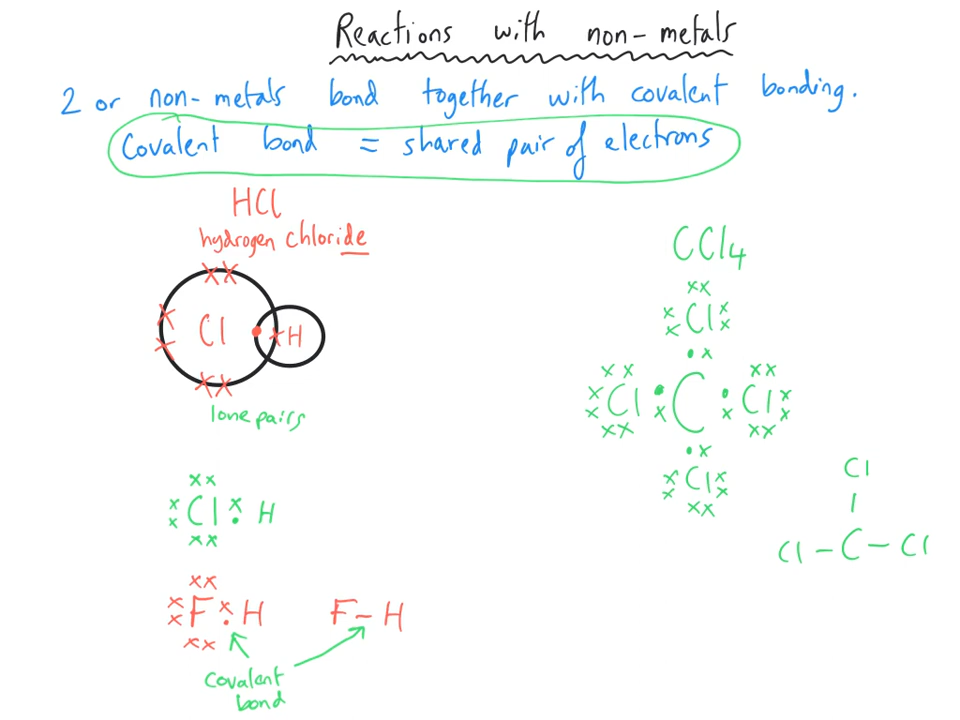 Reactions with non-metals
2 or non-metals bond together with covalent bonding.
Covalent bond = shared pair of electrons
HCl
hydrogen chloride
Cl H
lone pairs
Cl H
F H F-H
Covalent
bond
CCl4
Cl
Cl C Cl
Cl
Cl
Cl-C-Cl